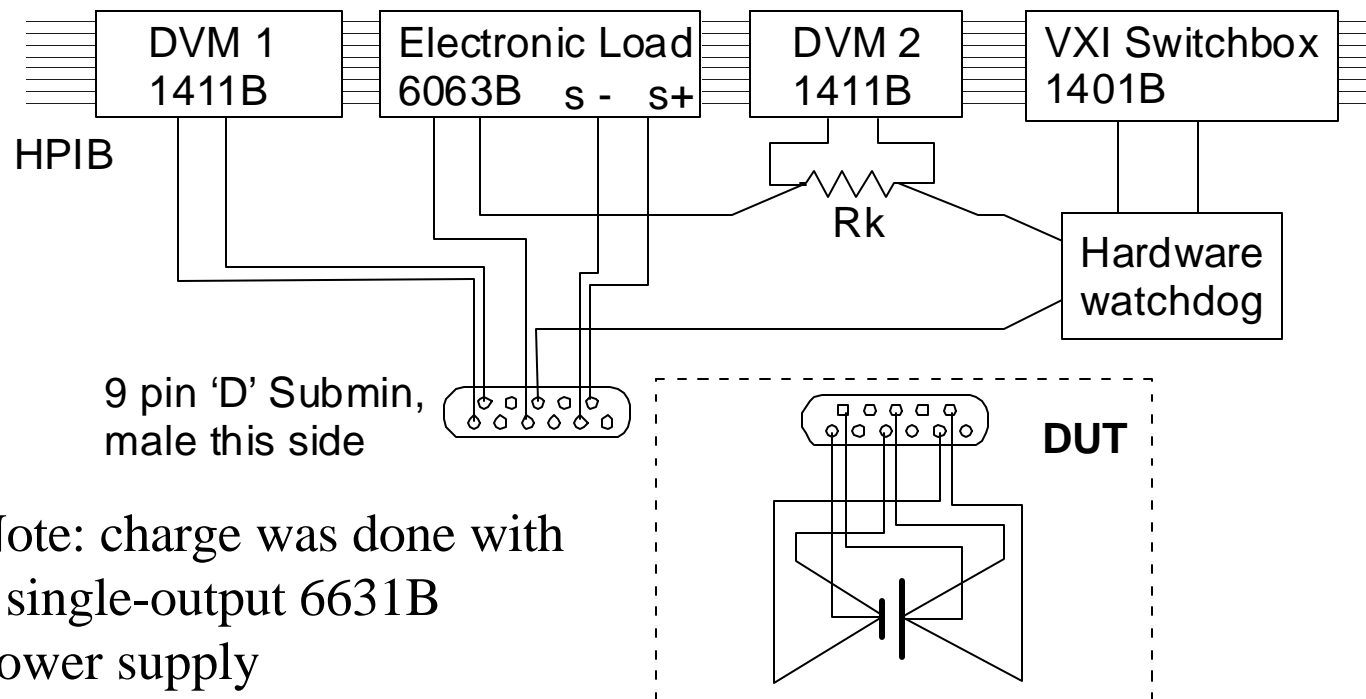 DVM 1
1411B
Electronic Load
6063B s - s+
DVM 2
1411B
VXI Switchbox
1401B
HPIB
Rk
Hardware
watchdog
9 pin ‘D’ Submin,
male this side
DUT
Note: charge was done with
single-output 6631B
power supply